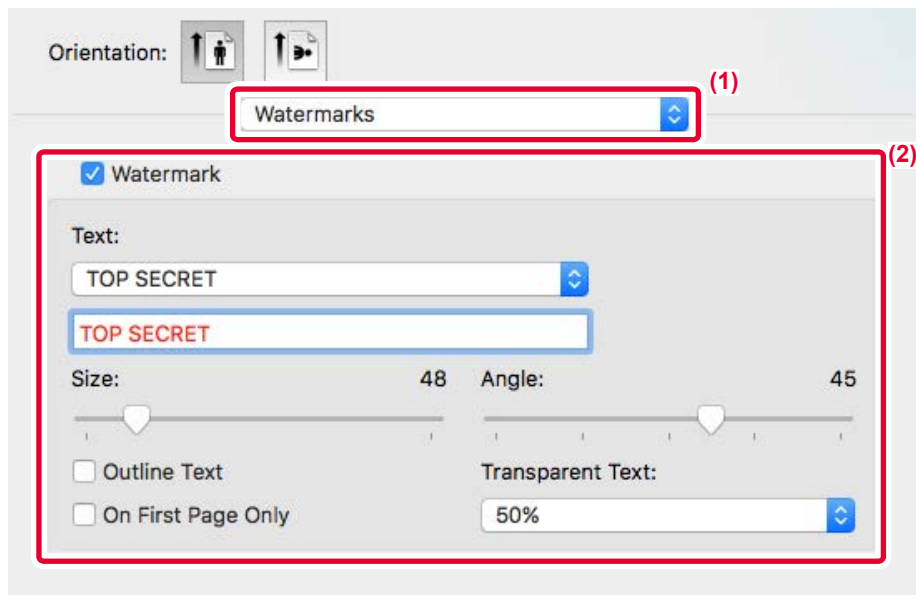 Orientation:
(1)
Watermarks
(2)
Watermark
Text:
TOP SECRET
TOP SECRET
Size: 48 Angle: 45
Outline Text Transparent Text:
On First Page Only 50%